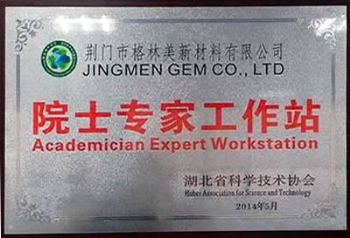 荆门市格林美新材料有限公司
JINGMEN GEM CO., LTD
院士专家工作站
Academician Expert Workstation
湖北省科学技术协会
Hubei Association for Science and Technology
2014年5月